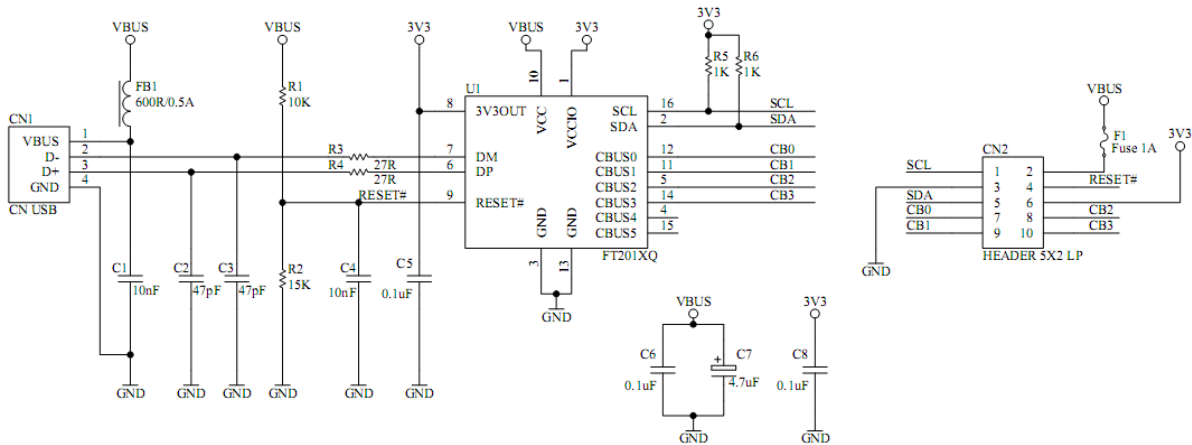 VBUS
FB1
600R/0.5A
CN1
VBUS 1
D- 2
D+ 3
GND 4
CN USB
C1
10nF
GND
C2
47pF
GND
C3
47pF
GND
VBUS
R1
10K
R2
15K
GND
R3
27R
R4
27R
RESET#
C4
10nF
GND
3V3
C5
0.1uF
GND
VBUS
3V3
U1
10
1
VCC
VCCIO
8 3V3OUT
7 DM
6 DP
9 RESET#
SCL 16
SDA 2
CBUS0 12
CBUS1 11
CBUS2 5
CBUS3 14
CBUS4 4
CBUS5 15
GND
GND
3
13
FT201XQ
GND
3V3
R5
1K
R6
1K
SCL
SDA
CB0
CB1
CB2
CB3
VBUS
C6
0.1uF
+
C7
4.7uF
GND
3V3
C8
0.1uF
GND
VBUS
F1
Fuse 1A
3V3
CN2
SCL 1 2
3 4 RESET#
SDA 5 6
CB0 7 8 CB2
CB1 9 10 CB3
HEADER 5X2 LP
GND